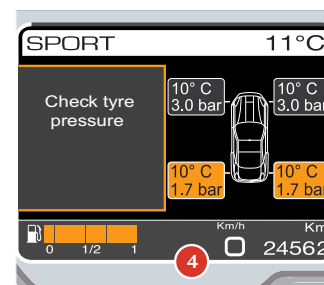 SPORT 11°C
Check tyre
pressure
10° C 10° C
3.0 bar 3.0 bar
10° C 10° C
1.7 bar 1.7 bar
Km/h Km
0 1/2 1 0 24562
4